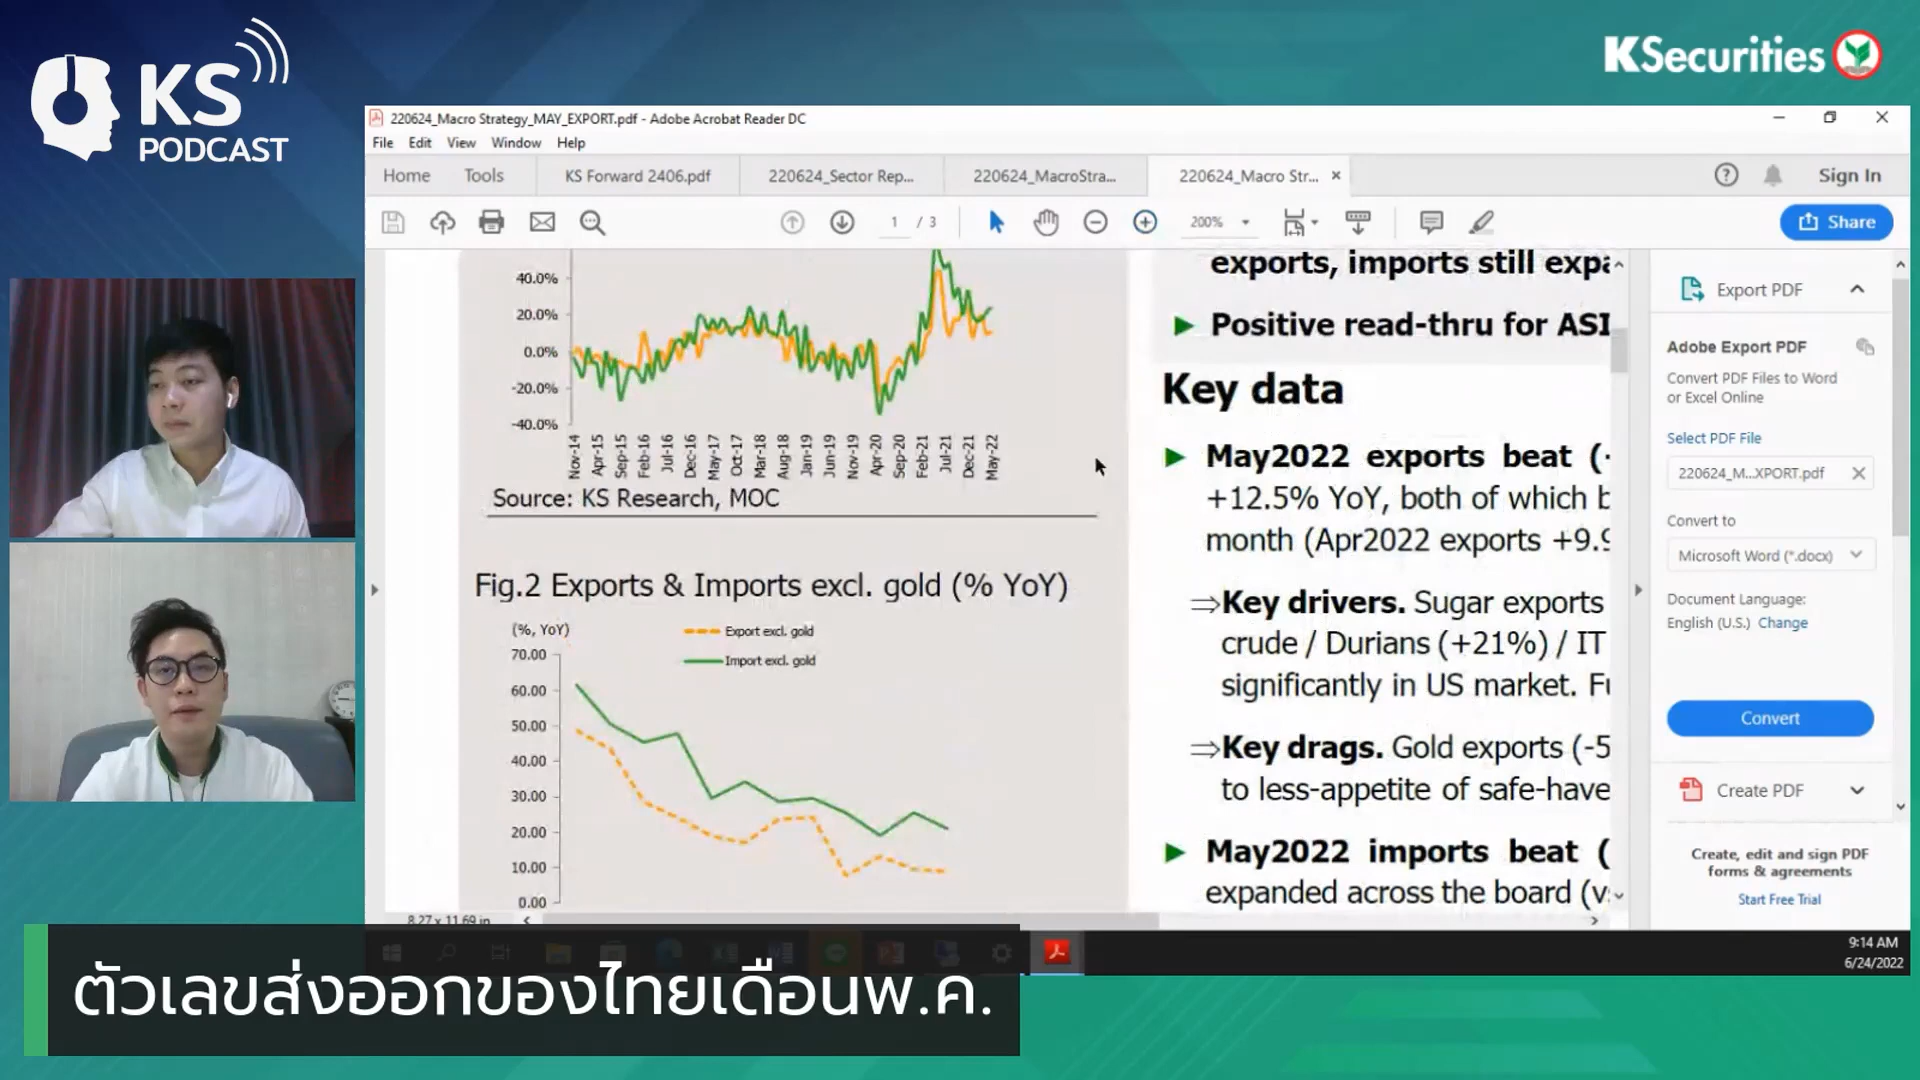 KS
PODCAST
KSecurities
220624_Macro Strategy_MAY_EXPORT.pdf - Adobe Acrobat Reader DC
File Edit View Window Help
Home Tools KS Forward 2406.pdf 220624_Sector Rep... 220624_MacroStra... 220624_Macro Str... × Sign In
1 / 3 200% Share
40.0%
20.0%
0.0%
-20.0%
-40.0%
Nov-14 Apr-15 Sep-15 Feb-16 Jul-16 Dec-16 May-17 Oct-17 Mar-18 Aug-18 Jan-19 Jun-19 Nov-19 Apr-20 Sep-20 Feb-21 Jul-21 Dec-21 May-22
Source: KS Research, MOC
Fig.2 Exports & Imports excl. gold (% YoY)
(%, YoY)
Export excl. gold
Import excl. gold
70.00
60.00
50.00
40.00
30.00
20.00
10.00
0.00
8.27 x 11.69 in
exports, imports still expa
► Positive read-thru for ASI
Key data
► May2022 exports beat (
+12.5% YoY, both of which b
month (Apr2022 exports +9.9
⇒Key drivers. Sugar exports
crude / Durians (+21%) / IT
significantly in US market. Fu
⇒Key drags. Gold exports (-5
to less-appetite of safe-have
► May2022 imports beat (
expanded across the board (v
Export PDF
Adobe Export PDF
Convert PDF Files to Word
or Excel Online
Select PDF File
220624_M...XPORT.pdf
Convert to
Microsoft Word (*.docx)
Document Language:
English (U.S.) Change
Convert
Create PDF
Create, edit and sign PDF
forms & agreements
Start Free Trial
9:14 AM
6/24/2022
ตัวเลขส่งออกของไทยเดือนพ.ค.